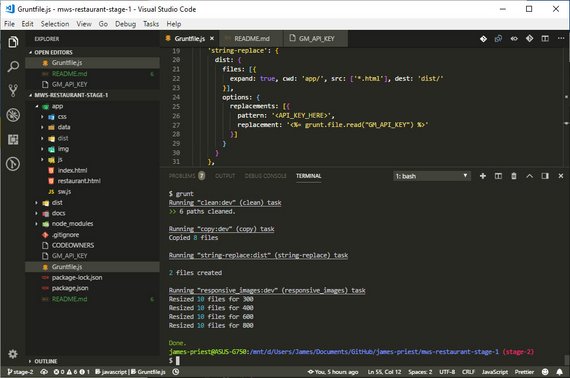 Gruntfile.js - mws-restaurant-stage-1 - Visual Studio Code
File Edit Selection View Go Debug Tasks Help
EXPLORER
OPEN EDITORS
Gruntfile.js
README.md 6
GM_API_KEY
MWS-RESTAURANT-STAGE-1
app
css
data
dist
img
js
index.html
restaurant.html
sw.js
dist
docs
node_modules
.gitignore
CODEOWNERS
GM_API_KEY
Gruntfile.js
package-lock.json
package.json
README.md 6
OUTLINE
Gruntfile.js README.md GM_API_KEY
19 'string-replace': {
20 dist: {
21 files: [{
22 expand: true, cwd: 'app/', src: ['*.html'], dest: 'dist/'
23 }],
24 options: {
25 replacements: [{
26 pattern: '<API_KEY_HERE>',
27 replacement: '<%= grunt.file.read("GM_API_KEY") %>'
28 }]
29 }
30 }
31 },
PROBLEMS 7 OUTPUT DEBUG CONSOLE TERMINAL 1: bash
$ grunt
Running "clean:dev" (clean) task
>> 6 paths cleaned.
Running "copy:dev" (copy) task
Copied 8 files
Running "string-replace:dist" (string-replace) task
2 files created
Running "responsive_images:dev" (responsive_images) task
Resized 10 files for 300
Resized 10 files for 400
Resized 10 files for 600
Resized 10 files for 800
Done.
james-priest@ASUS-G750:/mnt/d/Users/James/Documents/GitHub/james-priest/mws-restaurant-stage-1 (stage-2)
$
stage-2 0 6 1 javascript Gruntfile.js You, 5 hours ago Ln 55, Col 12 Spaces: 2 UTF-8 CRLF JavaScript Prettier